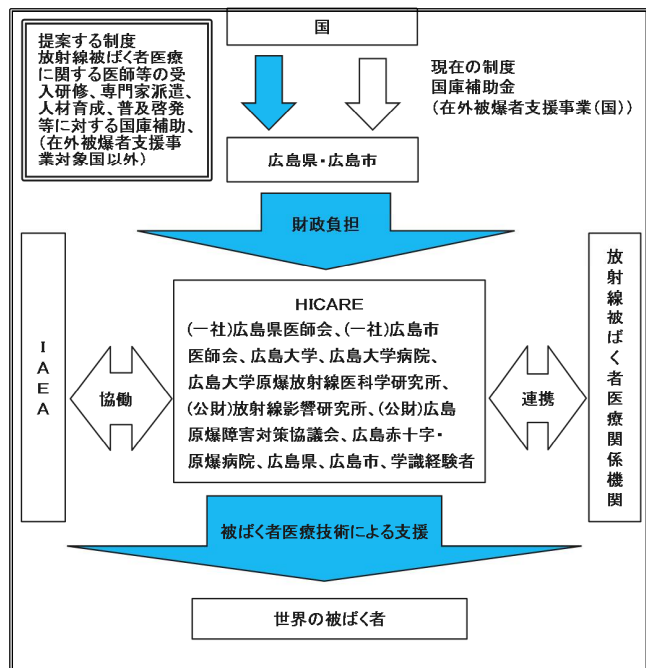 国
提案する制度
放射線被ばく者医療
に関する医師等の受
入研修、専門家派遣、
人材育成、普及啓発
等に対する国庫補助、
(在外被爆者支援事
業対象国以外)
現在の制度
国庫補助金
(在外被爆者支援事業(国))
広島県・広島市
財政負担
IAEA
協働
HICARE
(一社)広島県医師会、(一社)広島市
医師会、広島大学、広島大学病院、
広島大学原爆放射線医科学研究所、
(公財)放射線影響研究所、(公財)広島
原爆障害対策協議会、広島赤十字・
原爆病院、広島県、広島市、学識経験者
連携
放射線被ばく者医療関係機関
被ばく者医療技術による支援
世界の被ばく者